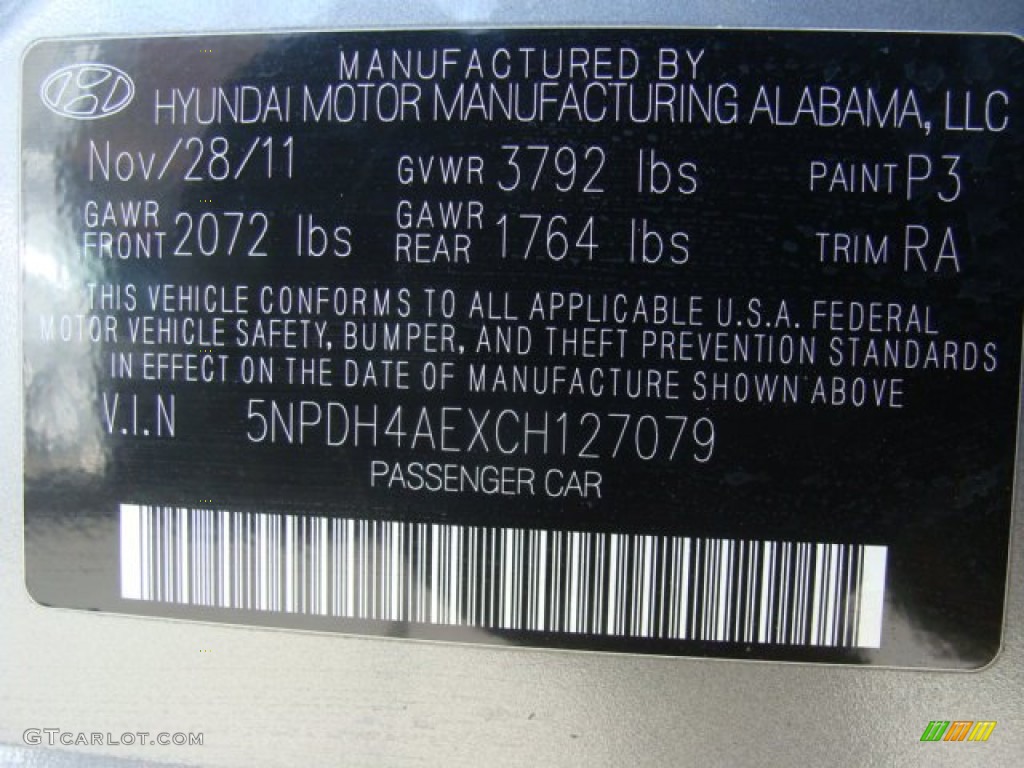 MANUFACTURED BY
HYUNDAI MOTOR MANUFACTURING ALABAMA, LLC
Nov/28/11 GVWR 3792 lbs PAINT P3
GAWR FRONT 2072 lbs GAWR REAR 1764 lbs TRIM RA
THIS VEHICLE CONFORMS TO ALL APPLICABLE U.S.A. FEDERAL
MOTOR VEHICLE SAFETY, BUMPER, AND THEFT PREVENTION STANDARDS
IN EFFECT ON THE DATE OF MANUFACTURE SHOWN ABOVE
V.I.N 5NPDH4AEXCH127079
PASSENGER CAR
GTCARLOT.COM